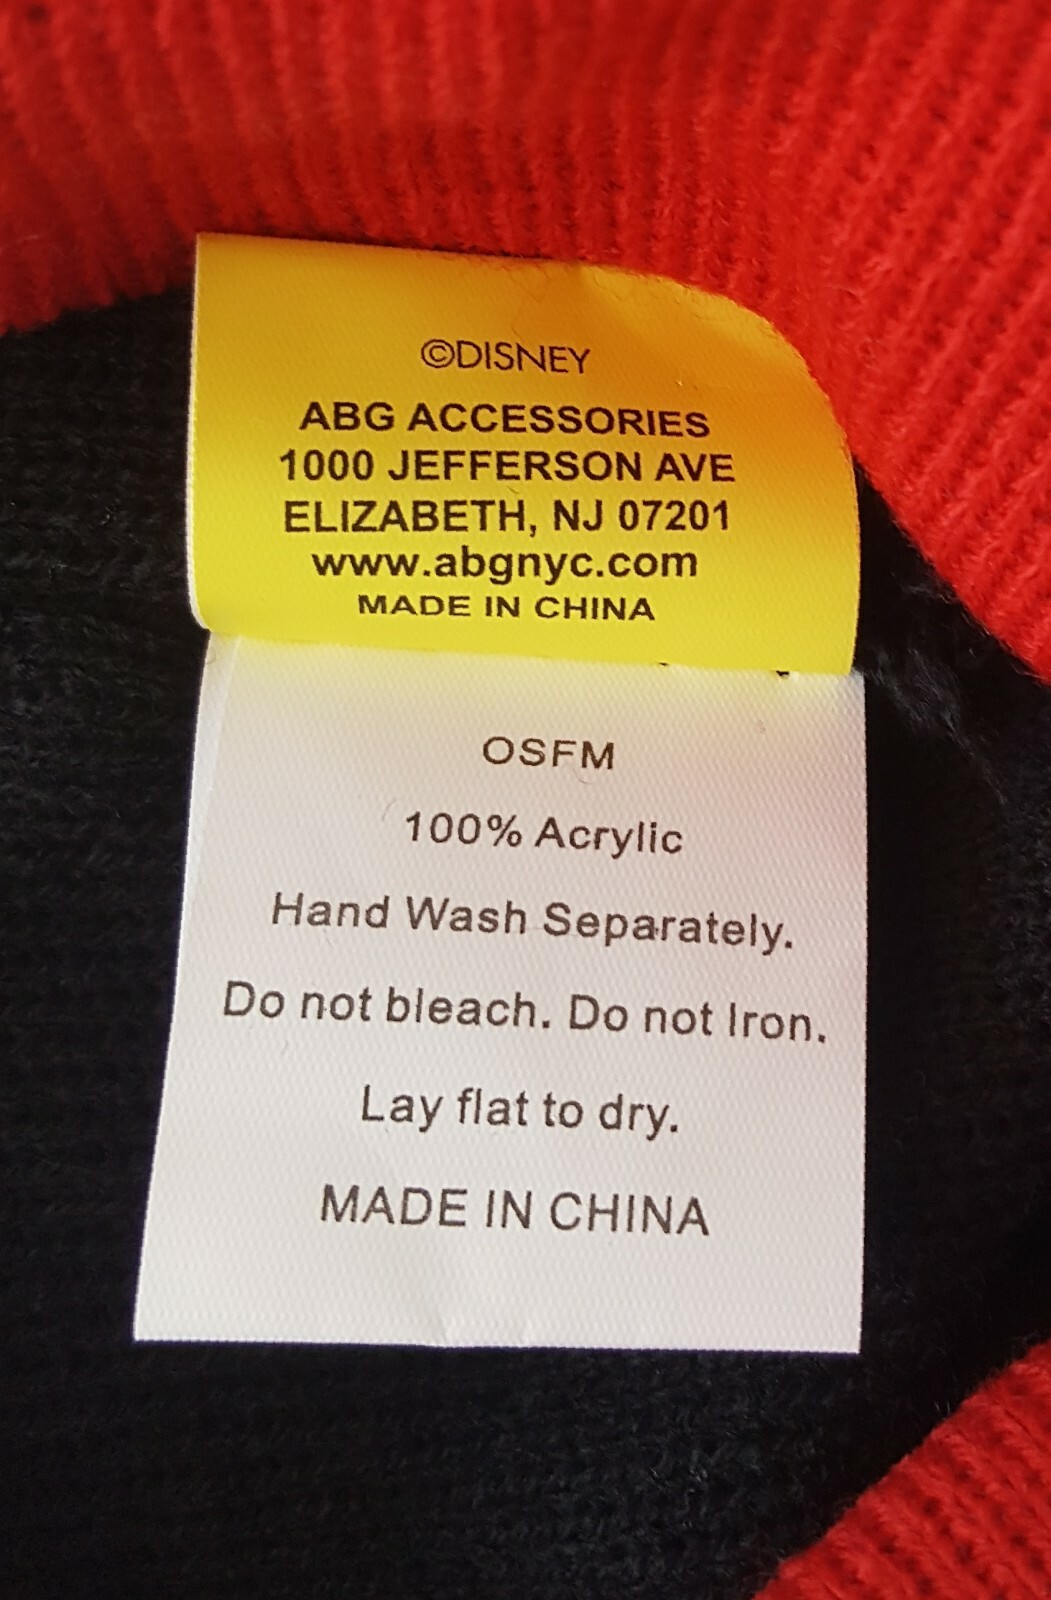 ©DISNEY
ABG ACCESSORIES
1000 JEFFERSON AVE
ELIZABETH, NJ 07201
www.abgnyc.com
MADE IN CHINA
OSFM
100% Acrylic
Hand Wash Separately.
Do not bleach. Do not Iron.
Lay flat to dry.
MADE IN CHINA